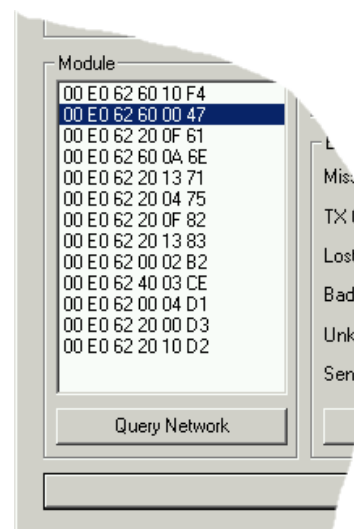 Module
00 E0 62 60 10 F4
00 E0 62 60 00 47
00 E0 62 20 0F 61
00 E0 62 60 0A 6E
00 E0 62 20 13 71
00 E0 62 20 04 75
00 E0 62 20 0F 82
00 E0 62 20 13 83
00 E0 62 00 02 B2
00 E0 62 40 03 CE
00 E0 62 00 04 D1
00 E0 62 20 00 D3
00 E0 62 20 10 D2
Query Network
TX
Bad